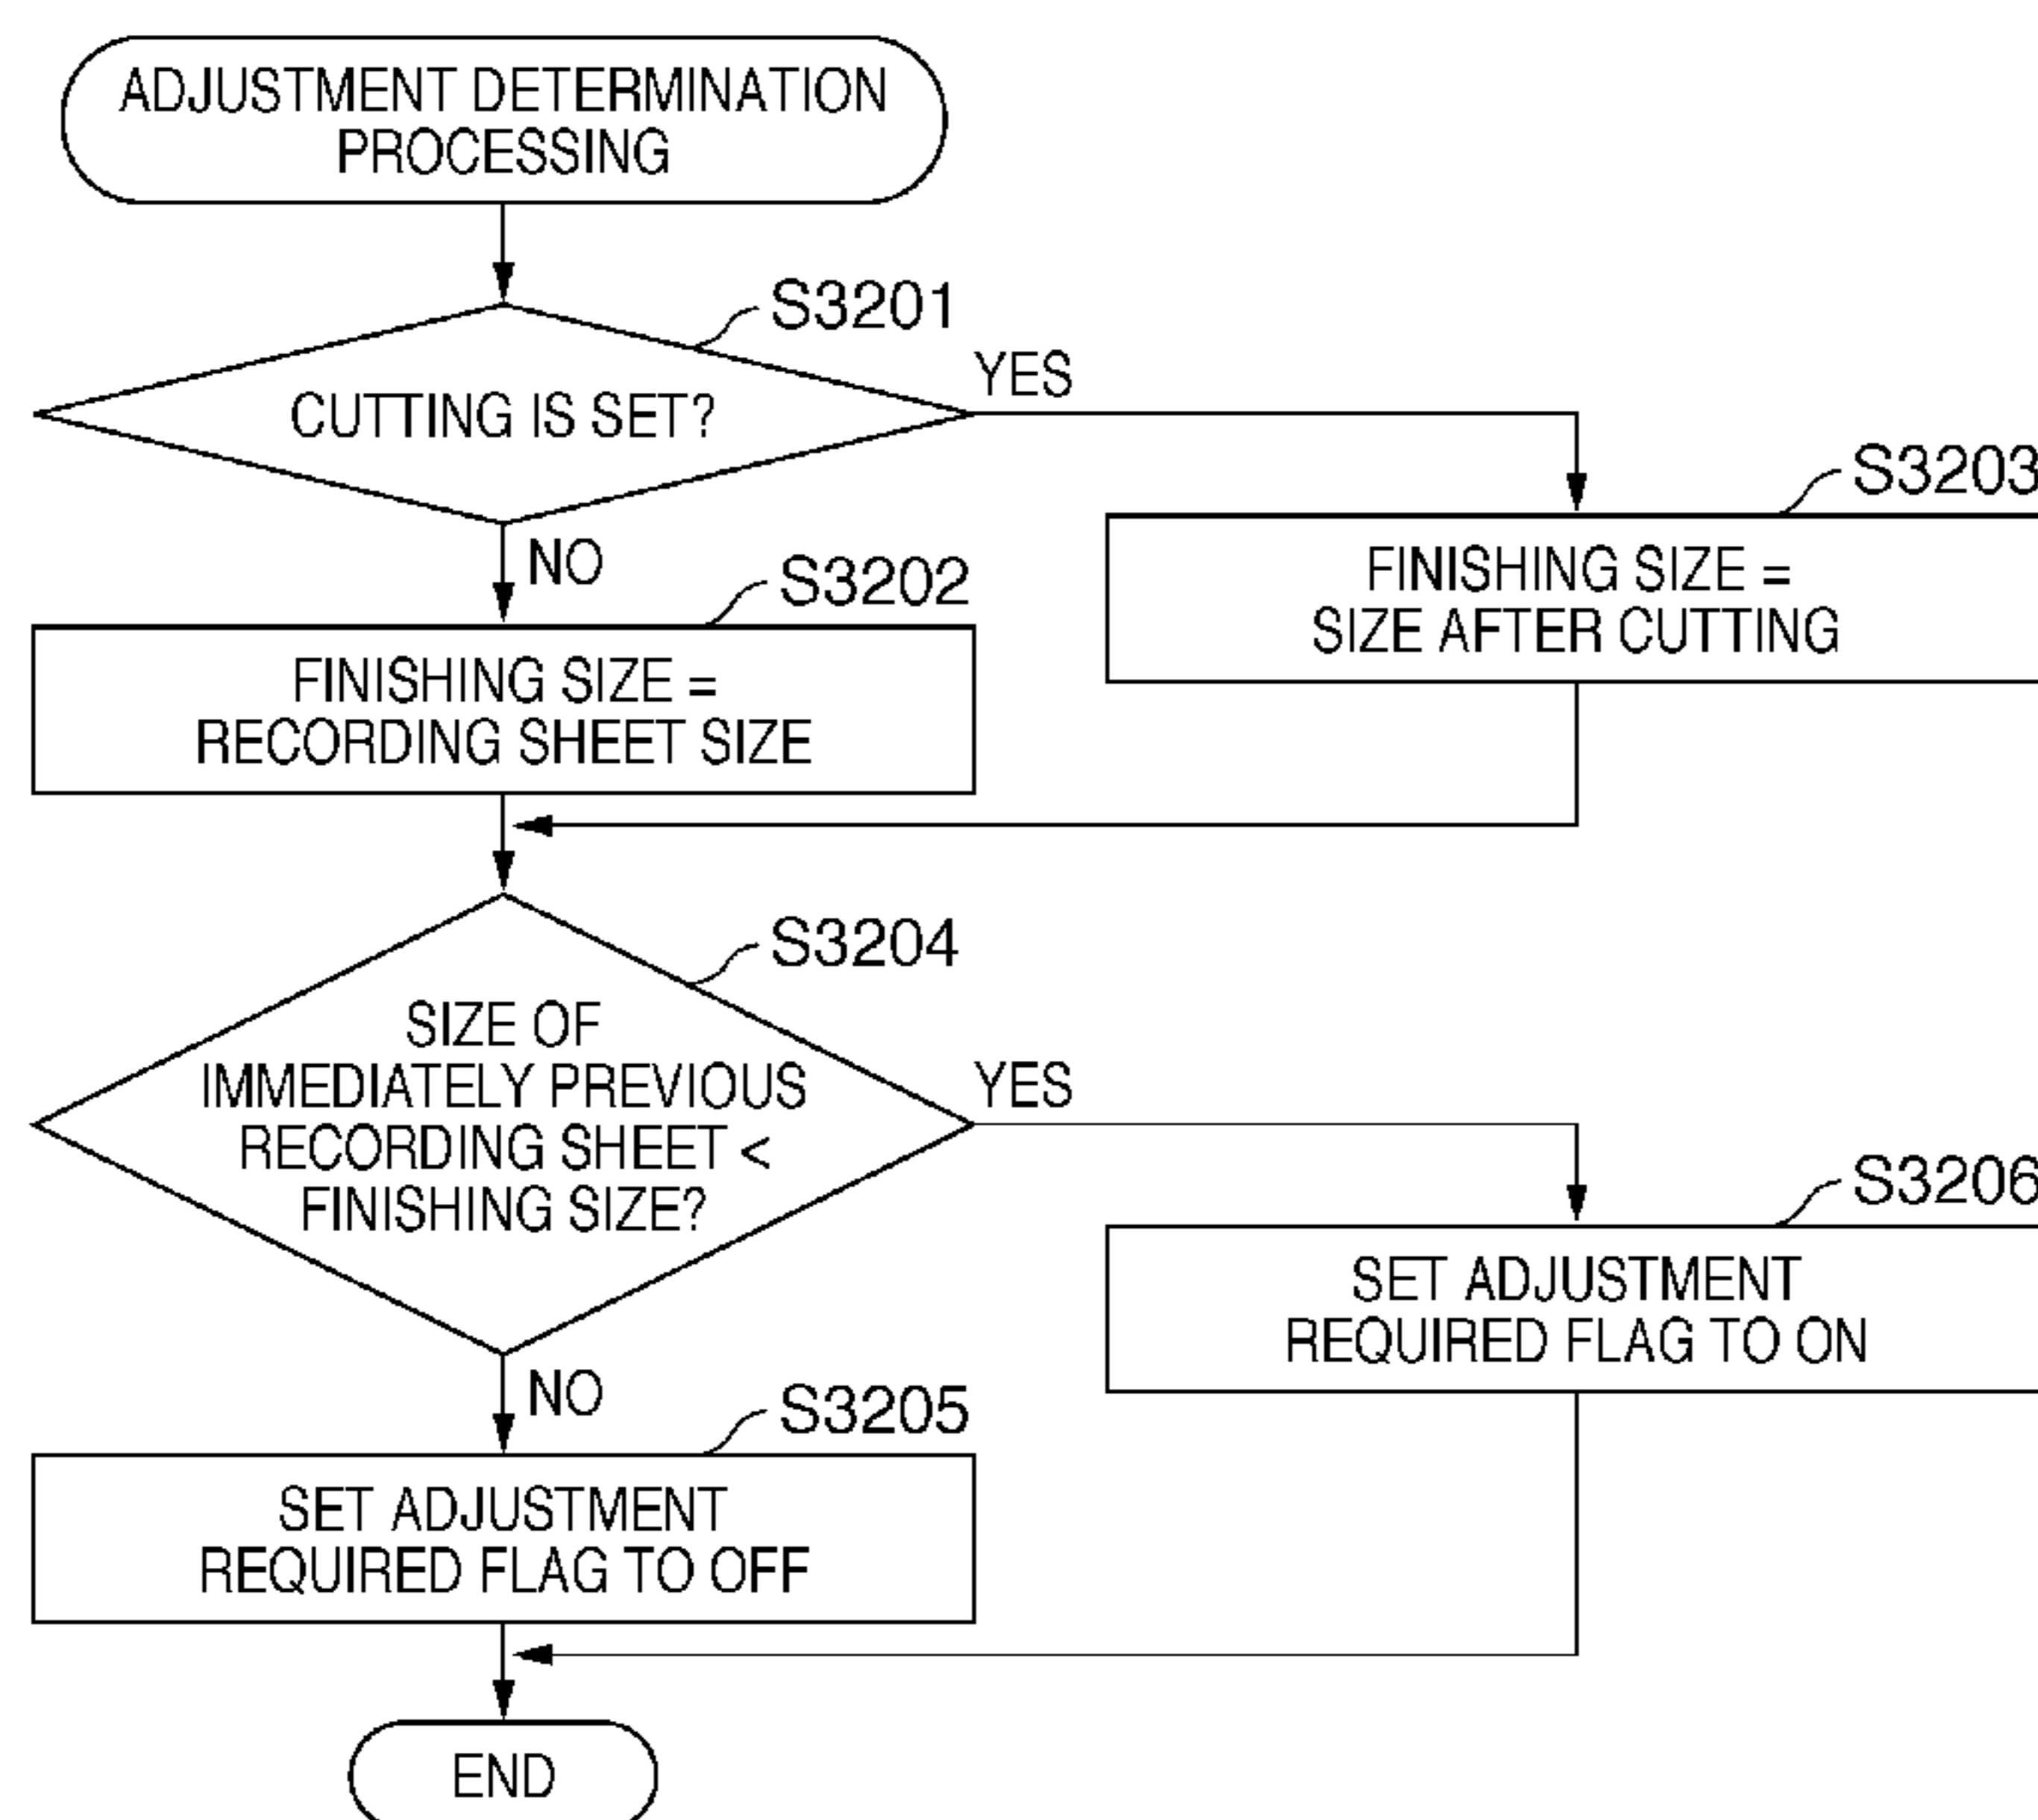 ADJUSTMENT DETERMINATION
PROCESSING
S3201
CUTTING IS SET?
YES
NO
S3203
FINISHING SIZE =
SIZE AFTER CUTTING
S3202
FINISHING SIZE =
RECORDING SHEET SIZE
S3204
SIZE OF
IMMEDIATELY PREVIOUS
RECORDING SHEET <
FINISHING SIZE?
YES
NO
S3206
SET ADJUSTMENT
REQUIRED FLAG TO ON
S3205
SET ADJUSTMENT
REQUIRED FLAG TO OFF
END